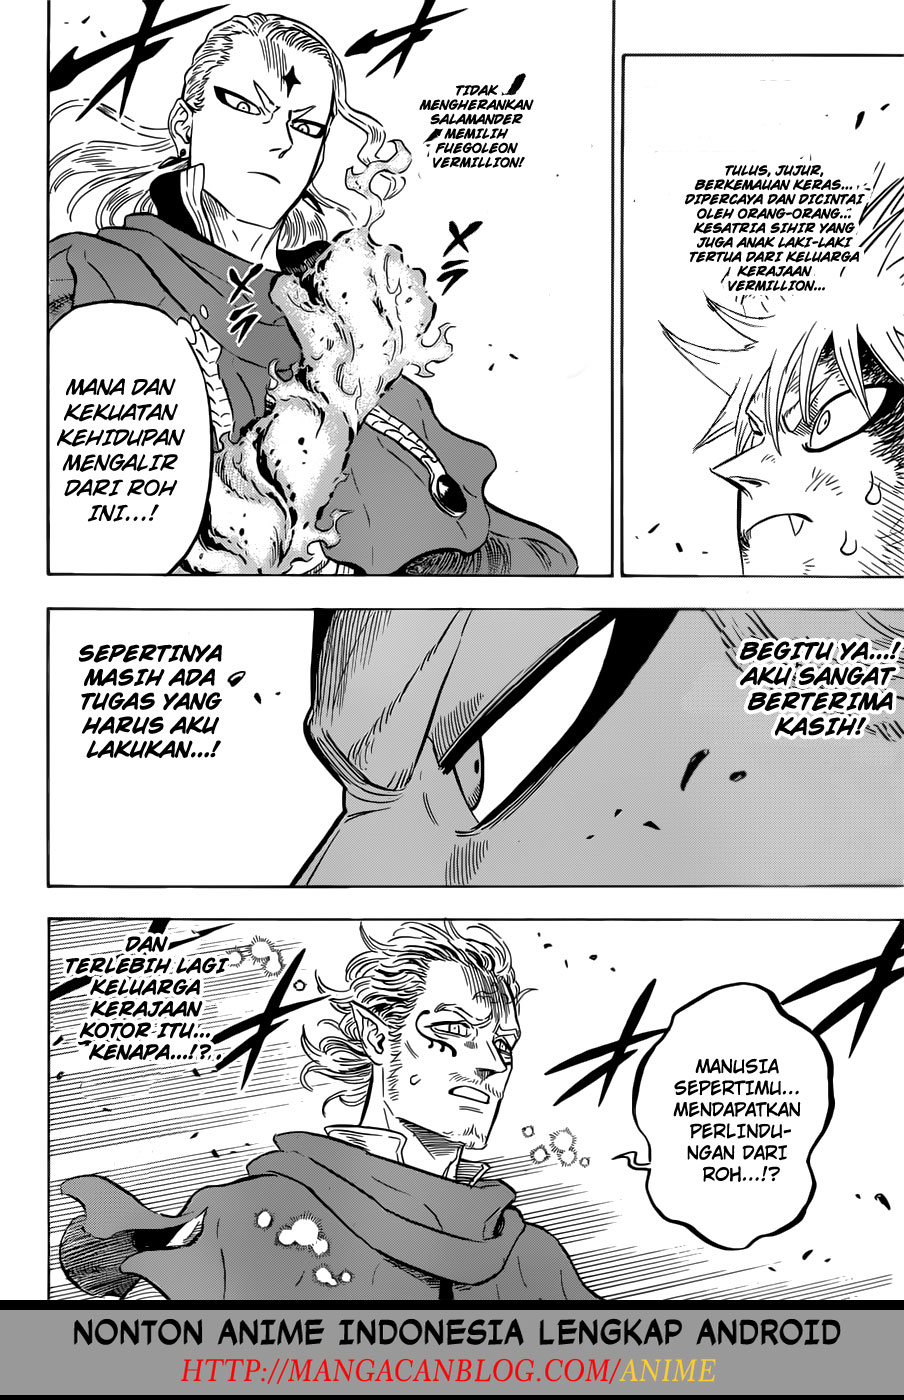 TIDAK
MENGHERANKAN
SALAMANDER
MEMILIH
FUEGOLEON
VERMILLION!
TULUS, JUJUR,
BERKEMAUAN KERAS...
DIPERCAYA DAN DICINTAI
OLEH ORANG-ORANG...
KESATRIA SIHIR YANG
JUGA ANAK LAKI-LAKI
TERTUA DARI KELUARGA
KERAJAAN
VERMILLION...
MANA DAN
KEKUATAN
KEHIDUPAN
MENGALIR
DARI ROH
INI...!
SEPERTINYA
MASIH ADA
TUGAS YANG
HARUS AKU
LAKUKAN...!
BEGITU YA...!
AKU SANGAT
BERTERIMA
KASIH!
DAN
TERLEBIH LAGI
KELUARGA
KERAJAAN
KOTOR ITU...
KENAPA...!?
MANUSIA
SEPERTIMU...
MENDAPATKAN
PERLINDU-
NGAN DARI
ROH...!?
NONTON ANIME INDONESIA LENGKAP ANDROID
HTTP://MANGACANBLOG.COM/ANIME